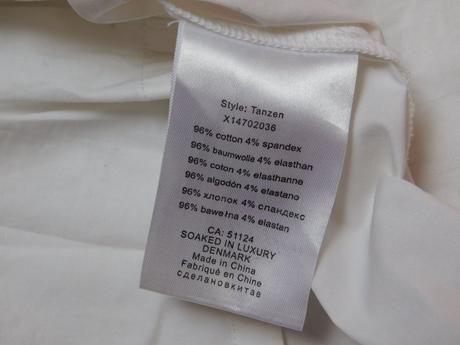 Style: Tanzen
X14702036
96% cotton 4% spandex
96% baumwolle 4% elasthan
96% coton 4% elasthanne
96% algodón 4% elastano
96% хлопок 4% спандекс
96% bawełna 4% elastan
CA: 51124
SOAKED IN LUXURY
DENMARK
Made in China
Fabriqué en Chine
сделановкитае